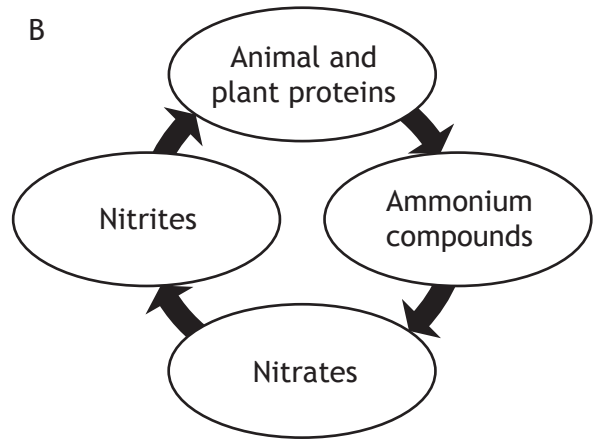 B
Animal and
plant proteins
Nitrites
Ammonium
compounds
Nitrates